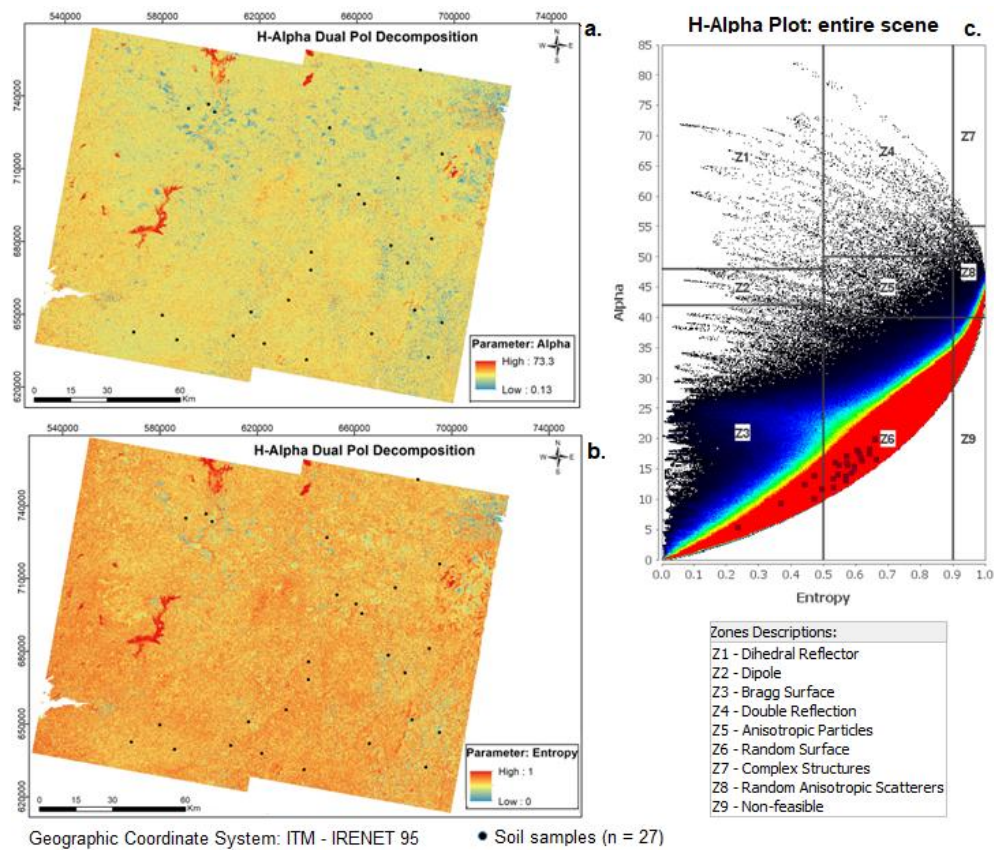 540000 580000 620000 660000 700000 740000
H-Alpha Dual Pol Decomposition
a.
N
W E
S
740000
710000
680000
650000
620000
Parameter: Alpha
High : 73.3
Low : 0.13
0 15 30 60
Km
540000 580000 620000 660000 700000 740000
H-Alpha Dual Pol Decomposition
b.
N
W E
S
740000
710000
680000
650000
620000
Parameter: Entropy
High : 1
Low : 0
0 15 30 60
Km
Geographic Coordinate System: ITM - IRENET 95
Soil samples (n = 27)
H-Alpha Plot: entire scene
c.
85
80
75
70
65
60
55
50
45
40
35
30
25
20
15
10
5
0
Alpha
Z1
Z4
Z7
Z2
Z5
Z8
Z3
Z6
Z9
0.0 0.1 0.2 0.3 0.4 0.5 0.6 0.7 0.8 0.9 1.0
Entropy
Zones Descriptions:
Z1 - Dihedral Reflector
Z2 - Dipole
Z3 - Bragg Surface
Z4 - Double Reflection
Z5 - Anisotropic Particles
Z6 - Random Surface
Z7 - Complex Structures
Z8 - Random Anisotropic Scatterers
Z9 - Non-feasible